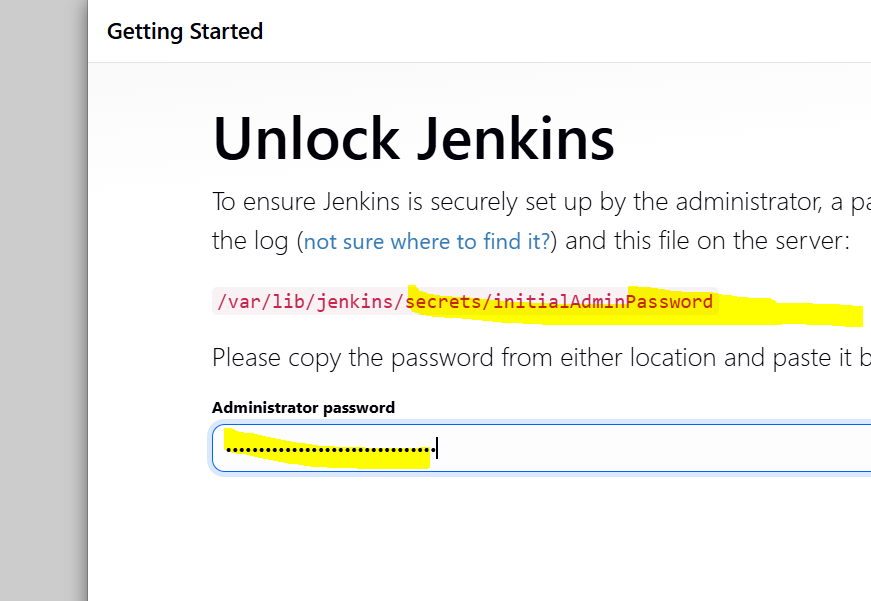 Getting Started
Unlock Jenkins
To ensure Jenkins is securely set up by the administrator, a pa
the log (not sure where to find it?) and this file on the server:
/var/lib/jenkins/secrets/initialAdminPassword
Please copy the password from either location and paste it b
Administrator password
••••••••••••••••••••••••••••••••